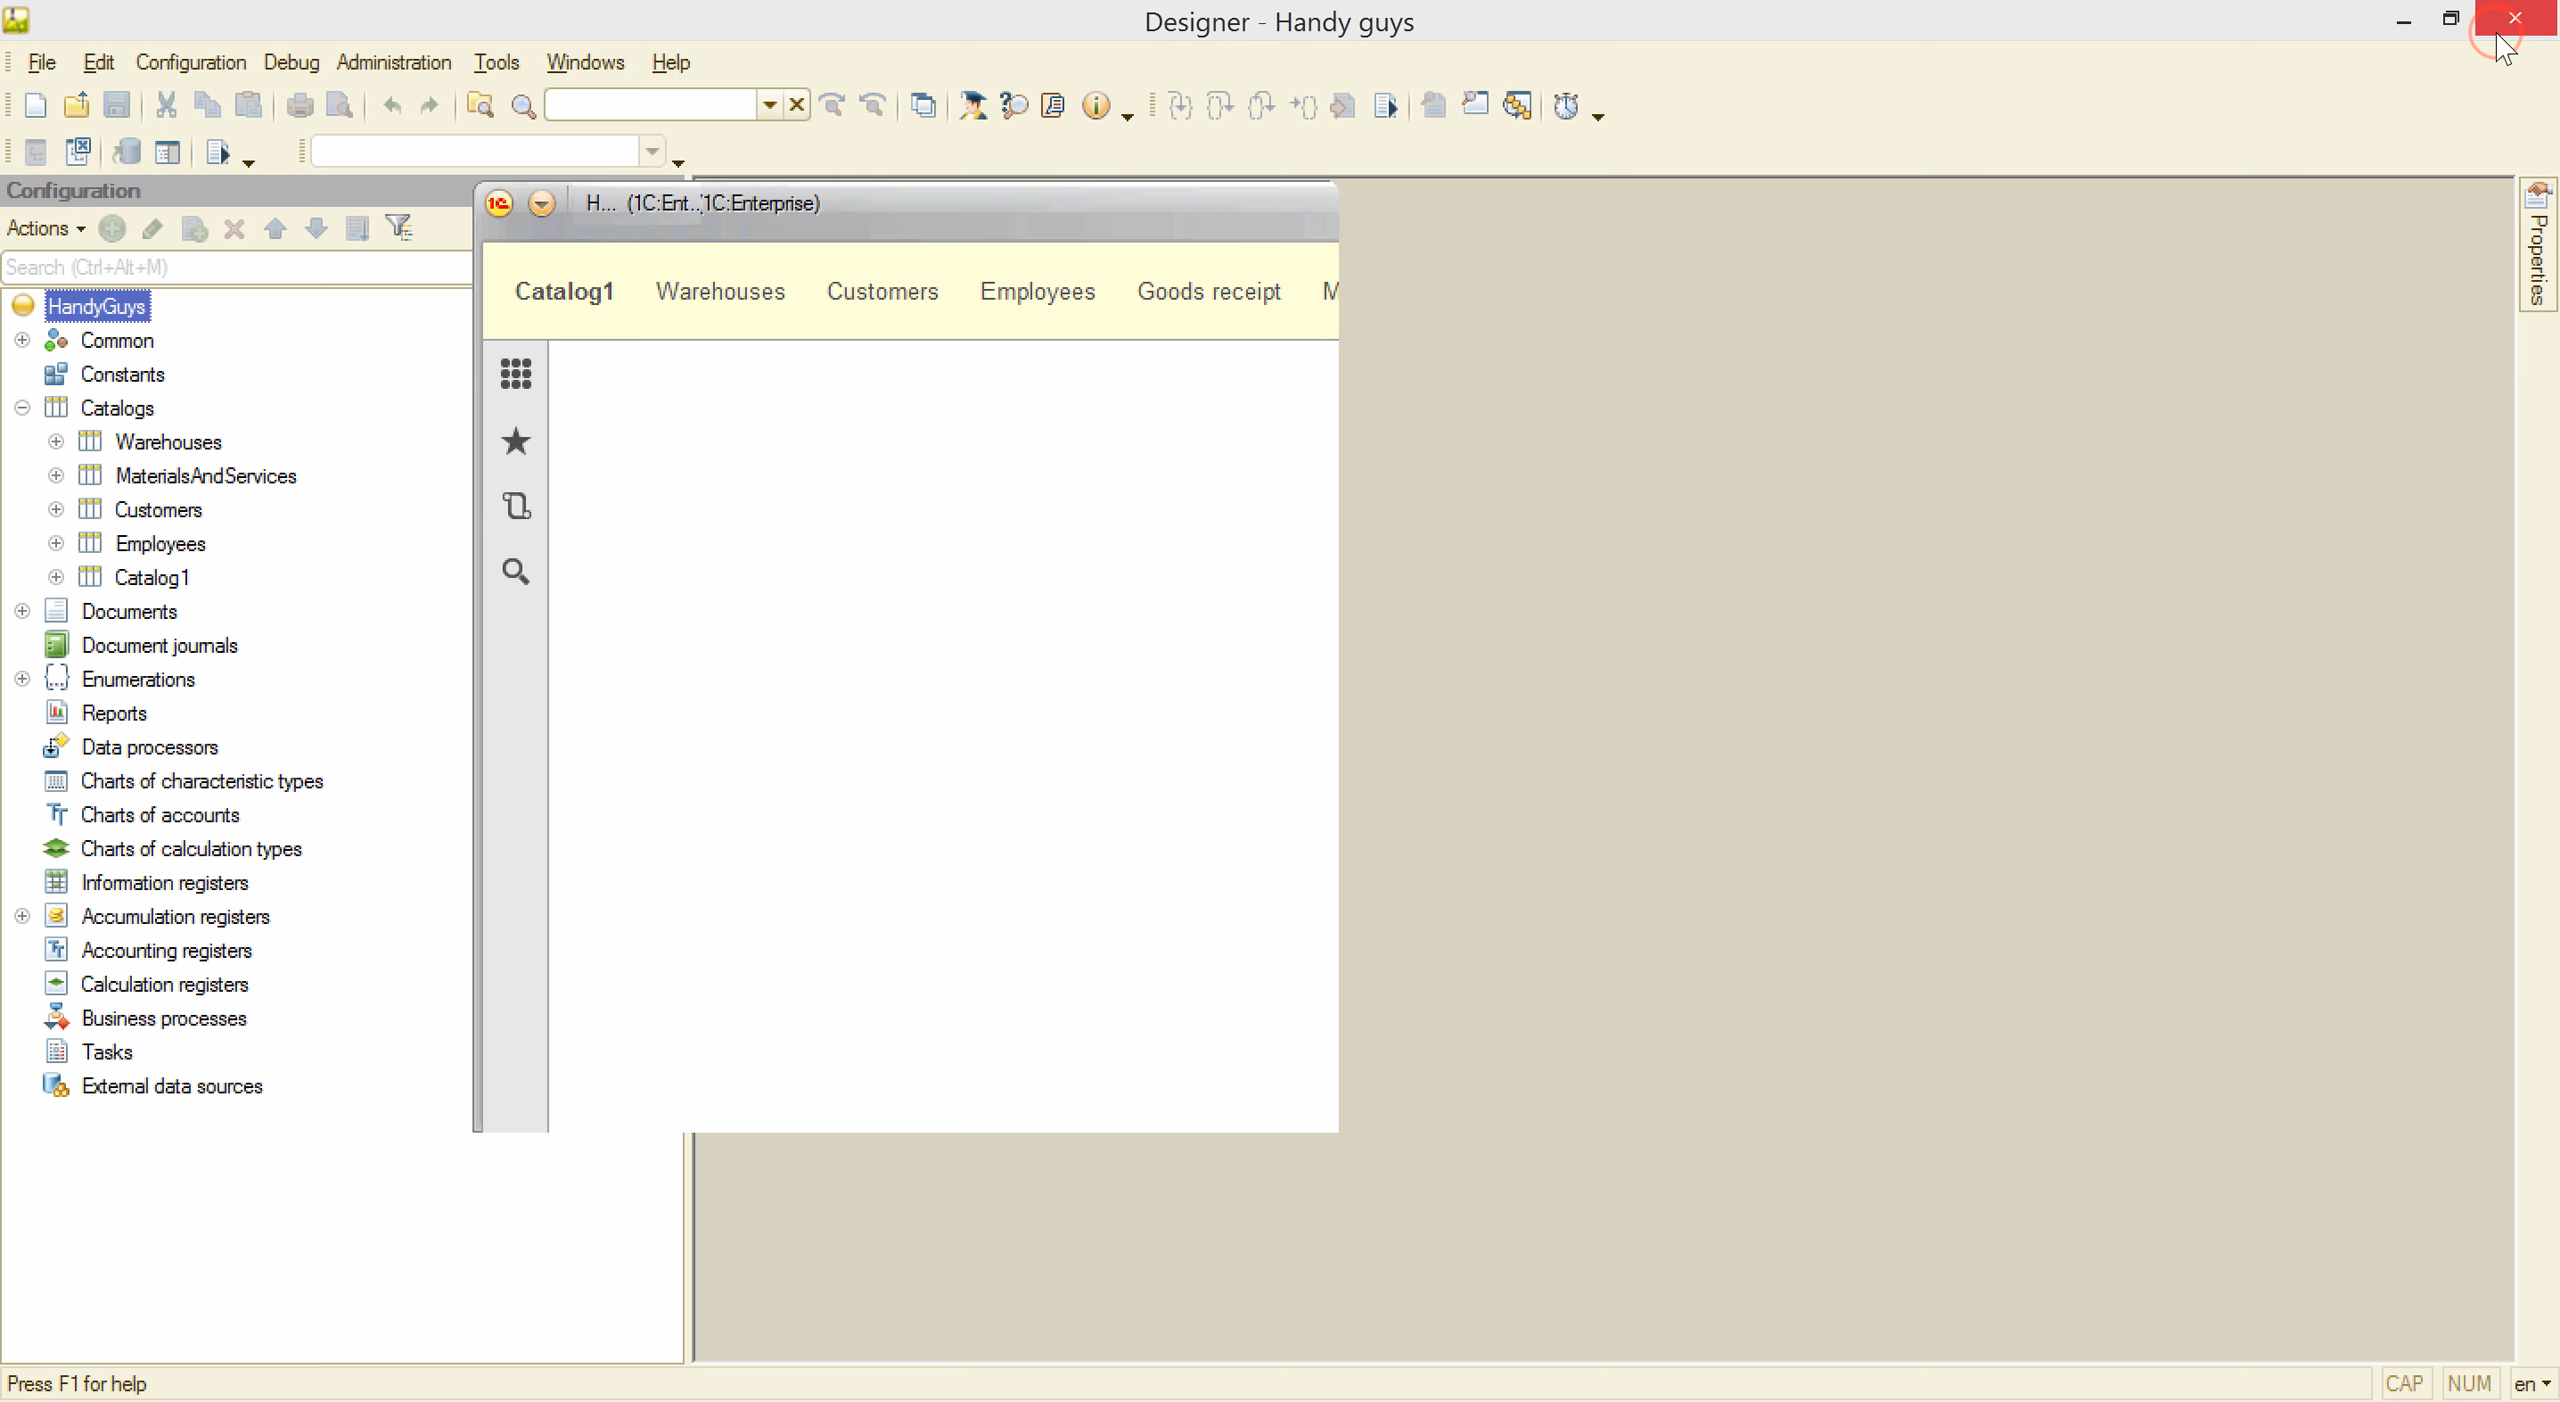 Designer - Handy guys
File Edit Configuration Debug Administration Tools Windows Help
Configuration
Actions
Search (Ctrl+Alt+M)
HandyGuys
Common
Constants
Catalogs
Warehouses
MaterialsAndServices
Customers
Employees
Catalog1
Documents
Document journals
Enumerations
Reports
Data processors
Charts of characteristic types
Charts of accounts
Charts of calculation types
Information registers
Accumulation registers
Accounting registers
Calculation registers
Business processes
Tasks
External data sources
H... (1C:Ent...1C:Enterprise)
Catalog1 Warehouses Customers Employees Goods receipt M
Properties
Press F1 for help
CAP NUM en